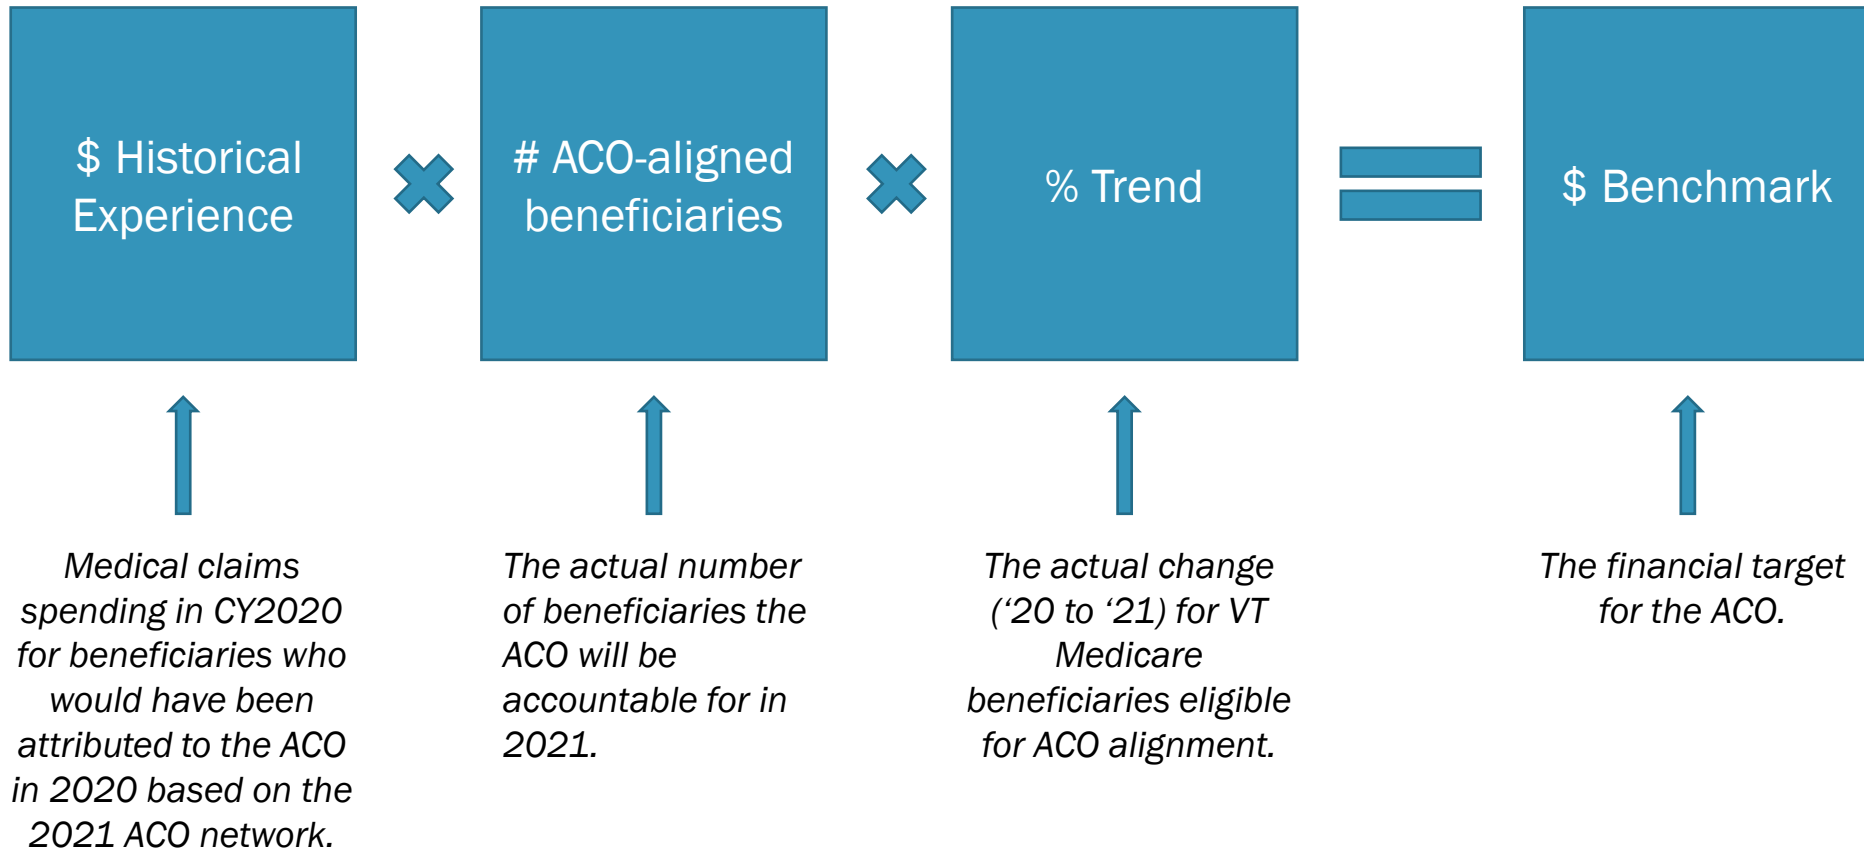 $ Historical
Experience
# ACO-aligned
beneficiaries
% Trend
$ Benchmark
Medical claims
spending in CY2020
for beneficiaries who
would have been
attributed to the ACO
in 2020 based on the
2021 ACO network.
The actual number
of beneficiaries the
ACO will be
accountable for in
2021.
The actual change
(‘20 to ‘21) for VT
Medicare
beneficiaries eligible
for ACO alignment.
The financial target
for the ACO.